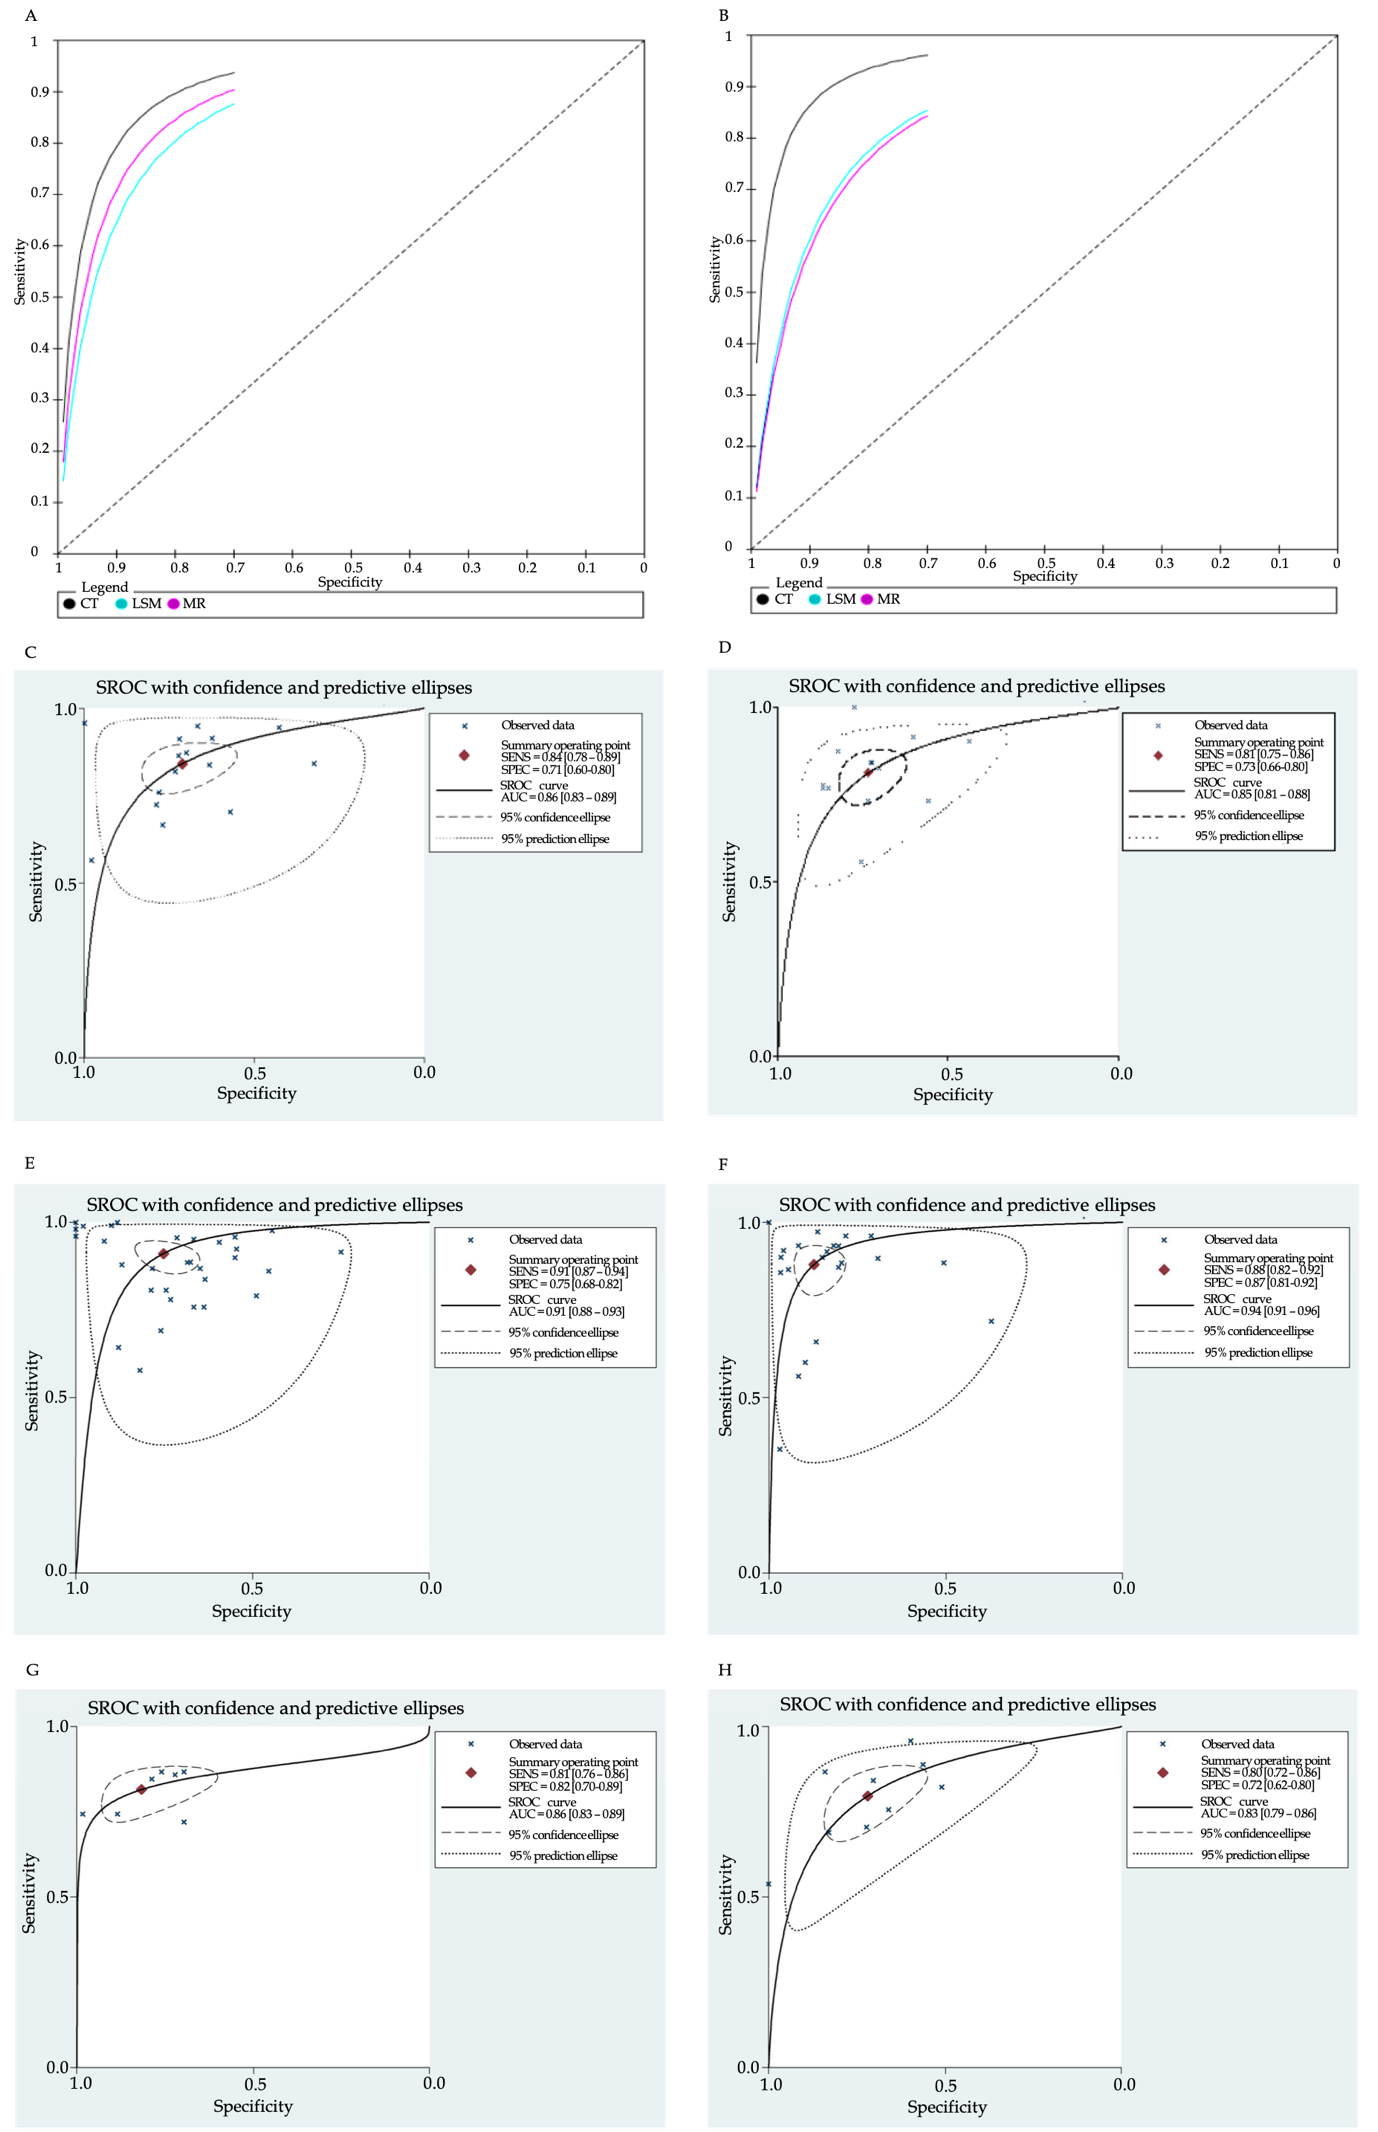 A
1
0.9
0.8
0.7
0.6
0.5
0.4
0.3
0.2
0.1
0
Sensitivity
1 0.9 0.8 0.7 0.6 0.5 0.4 0.3 0.2 0.1 0
Specificity
Legend
CT LSM MR
B
1
0.9
0.8
0.7
0.6
0.5
0.4
0.3
0.2
0.1
0
Sensitivity
1 0.9 0.8 0.7 0.6 0.5 0.4 0.3 0.2 0.1 0
Specificity
Legend
CT LSM MR
C
SROC with confidence and predictive ellipses
1.0
0.5
0.0
Sensitivity
1.0 0.5 0.0
Specificity
Observed data
Summary operating point
SENS = 0.84 [0.78 – 0.89]
SPEC = 0.71 [0.60-0.80]
SROC curve
AUC = 0.86 [0.83 – 0.89]
95% confidence ellipse
95% prediction ellipse
D
SROC with confidence and predictive ellipses
1.0
0.5
0.0
Sensitivity
1.0 0.5 0.0
Specificity
Observed data
Summary operating point
SENS = 0.81 [0.75 – 0.86]
SPEC = 0.73 [0.66-0.80]
SROC curve
AUC = 0.85 [0.81 – 0.88]
95% confidence ellipse
95% prediction ellipse
E
SROC with confidence and predictive ellipses
1.0
0.5
0.0
Sensitivity
1.0 0.5 0.0
Specificity
Observed data
Summary operating point
SENS = 0.91 [0.87 – 0.94]
SPEC = 0.75 [0.68-0.82]
SROC curve
AUC = 0.91 [0.88 – 0.93]
95% confidence ellipse
95% prediction ellipse
F
SROC with confidence and predictive ellipses
1.0
0.5
0.0
Sensitivity
1.0 0.5 0.0
Specificity
Observed data
Summary operating point
SENS = 0.88 [0.82 – 0.92]
SPEC = 0.87 [0.81-0.92]
SROC curve
AUC = 0.94 [0.91 – 0.96]
95% confidence ellipse
95% prediction ellipse
G
SROC with confidence and predictive ellipses
1.0
0.5
0.0
Sensitivity
1.0 0.5 0.0
Specificity
Observed data
Summary operating point
SENS = 0.81 [0.76 – 0.86]
SPEC = 0.82 [0.70-0.89]
SROC curve
AUC = 0.86 [0.83 – 0.89]
95% confidence ellipse
95% prediction ellipse
H
SROC with confidence and predictive ellipses
1.0
0.5
0.0
Sensitivity
1.0 0.5 0.0
Specificity
Observed data
Summary operating point
SENS = 0.80 [0.72 – 0.86]
SPEC = 0.72 [0.62-0.80]
SROC curve
AUC = 0.83 [0.79 – 0.86]
95% confidence ellipse
95% prediction ellipse